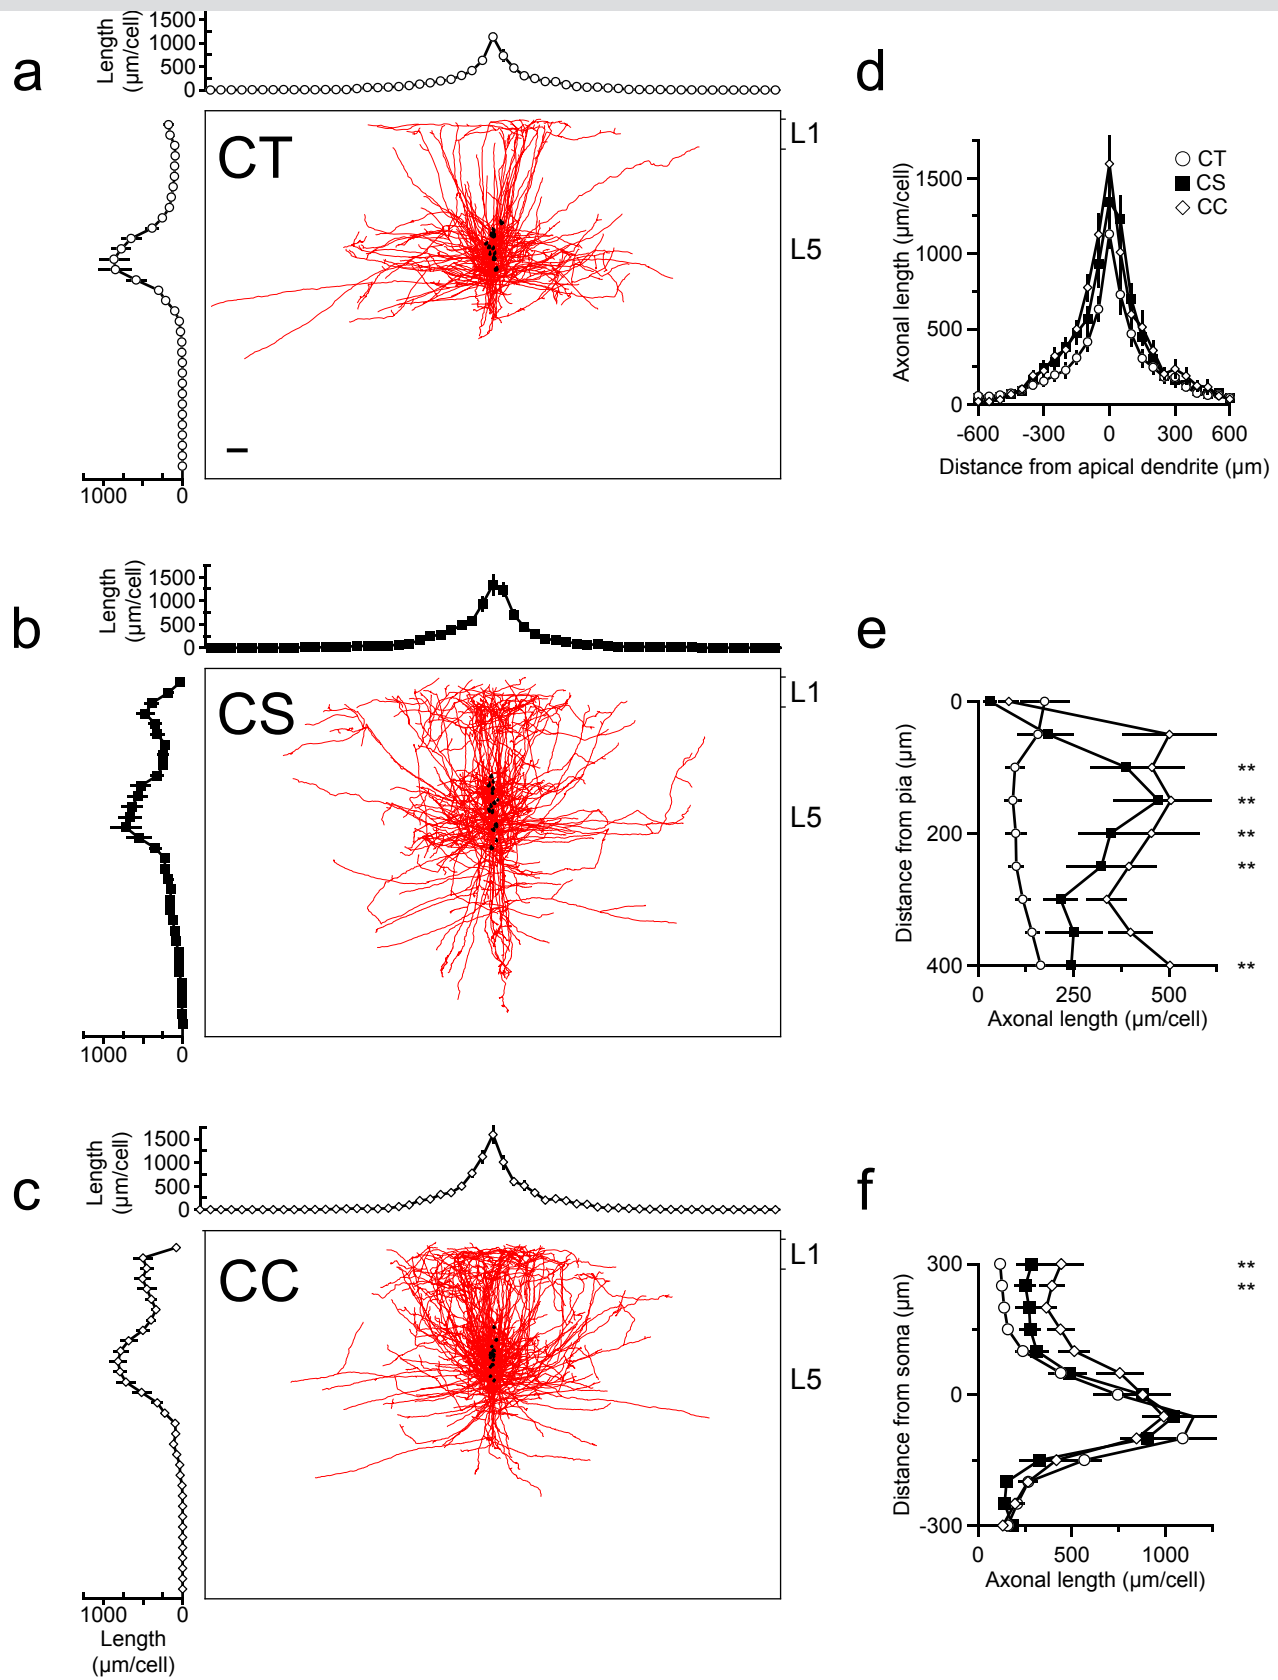 a
Length
(µm/cell)
1500
1000
500
0
CT
L1
L5
1000
0
b
Length
(µm/cell)
1500
1000
500
0
CS
L1
L5
1000
0
c
Length
(µm/cell)
1500
1000
500
0
CC
L1
L5
1000
0
Length
(µm/cell)
d
Axonal length (µm/cell)
1500
1000
500
0
CT
CS
CC
-600
-300
0
300
600
Distance from apical dendrite (µm)
e
Distance from pia (µm)
0
200
400
**
**
**
**
**
0
250
500
Axonal length (µm/cell)
f
Distance from soma (µm)
300
0
-300
**
**
0
500
1000
Axonal length (µm/cell)